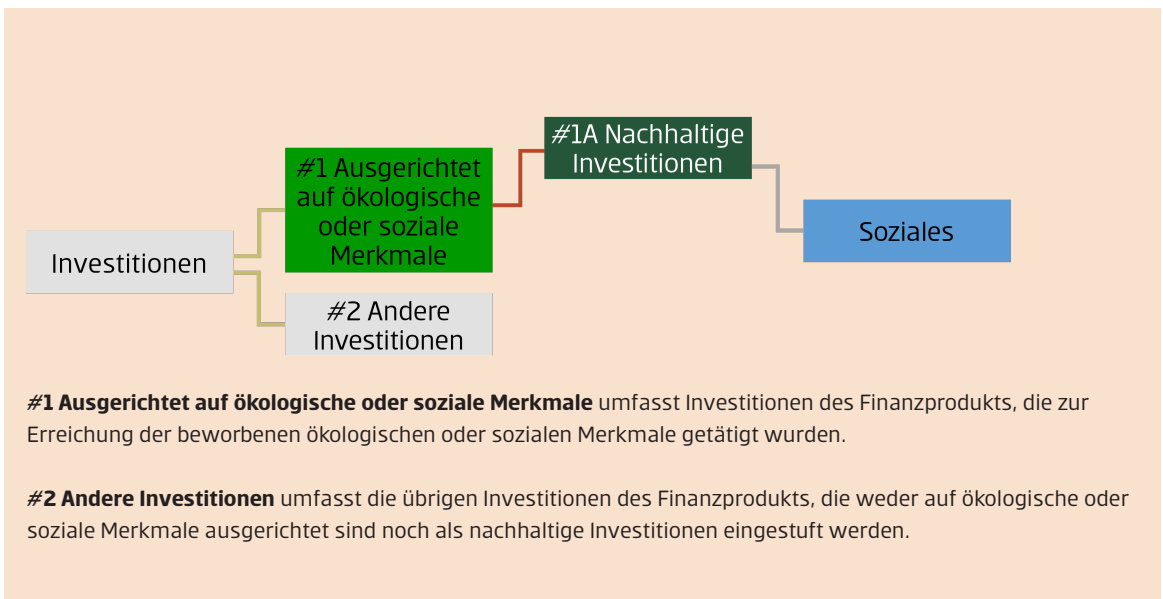 #1A Nachhaltige
Investitionen
#1 Ausgerichtet
auf ökologische
oder soziale
Merkmale
Soziales
Investitionen
#2 Andere
Investitionen
#1 Ausgerichtet auf ökologische oder soziale Merkmale umfasst Investitionen des Finanzprodukts, die zur
Erreichung der beworbenen ökologischen oder sozialen Merkmale getätigt wurden.
#2 Andere Investitionen umfasst die übrigen Investitionen des Finanzprodukts, die weder auf ökologische oder
soziale Merkmale ausgerichtet sind noch als nachhaltige Investitionen eingestuft werden.